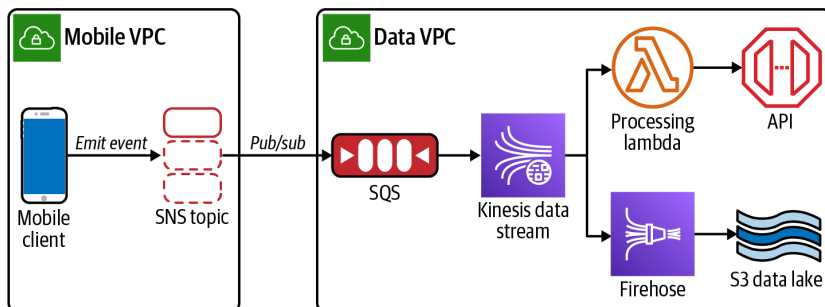 Mobile VPC
Data VPC
Emit event
Pub/sub
Mobile
client
SNS topic
SQS
Kinesis data
stream
Processing
lambda
API
Firehose
S3 data lake